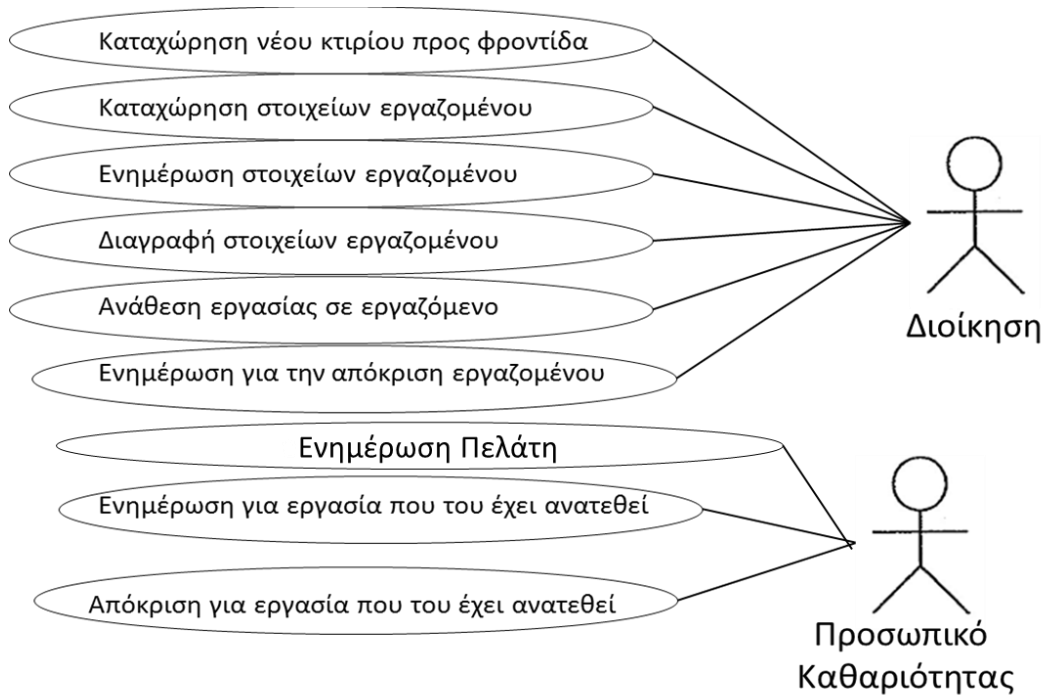 Καταχώρηση νέου κτιρίου προς φροντίδα
Καταχώρηση στοιχείων εργαζομένου
Ενημέρωση στοιχείων εργαζομένου
Διαγραφή στοιχείων εργαζομένου
Ανάθεση εργασίας σε εργαζόμενο
Ενημέρωση για την απόκριση εργαζομένου
Διοίκηση
Ενημέρωση Πελάτη
Ενημέρωση για εργασία που του έχει ανατεθεί
Απόκριση για εργασία που του έχει ανατεθεί
Προσωπικό
Καθαριότητας